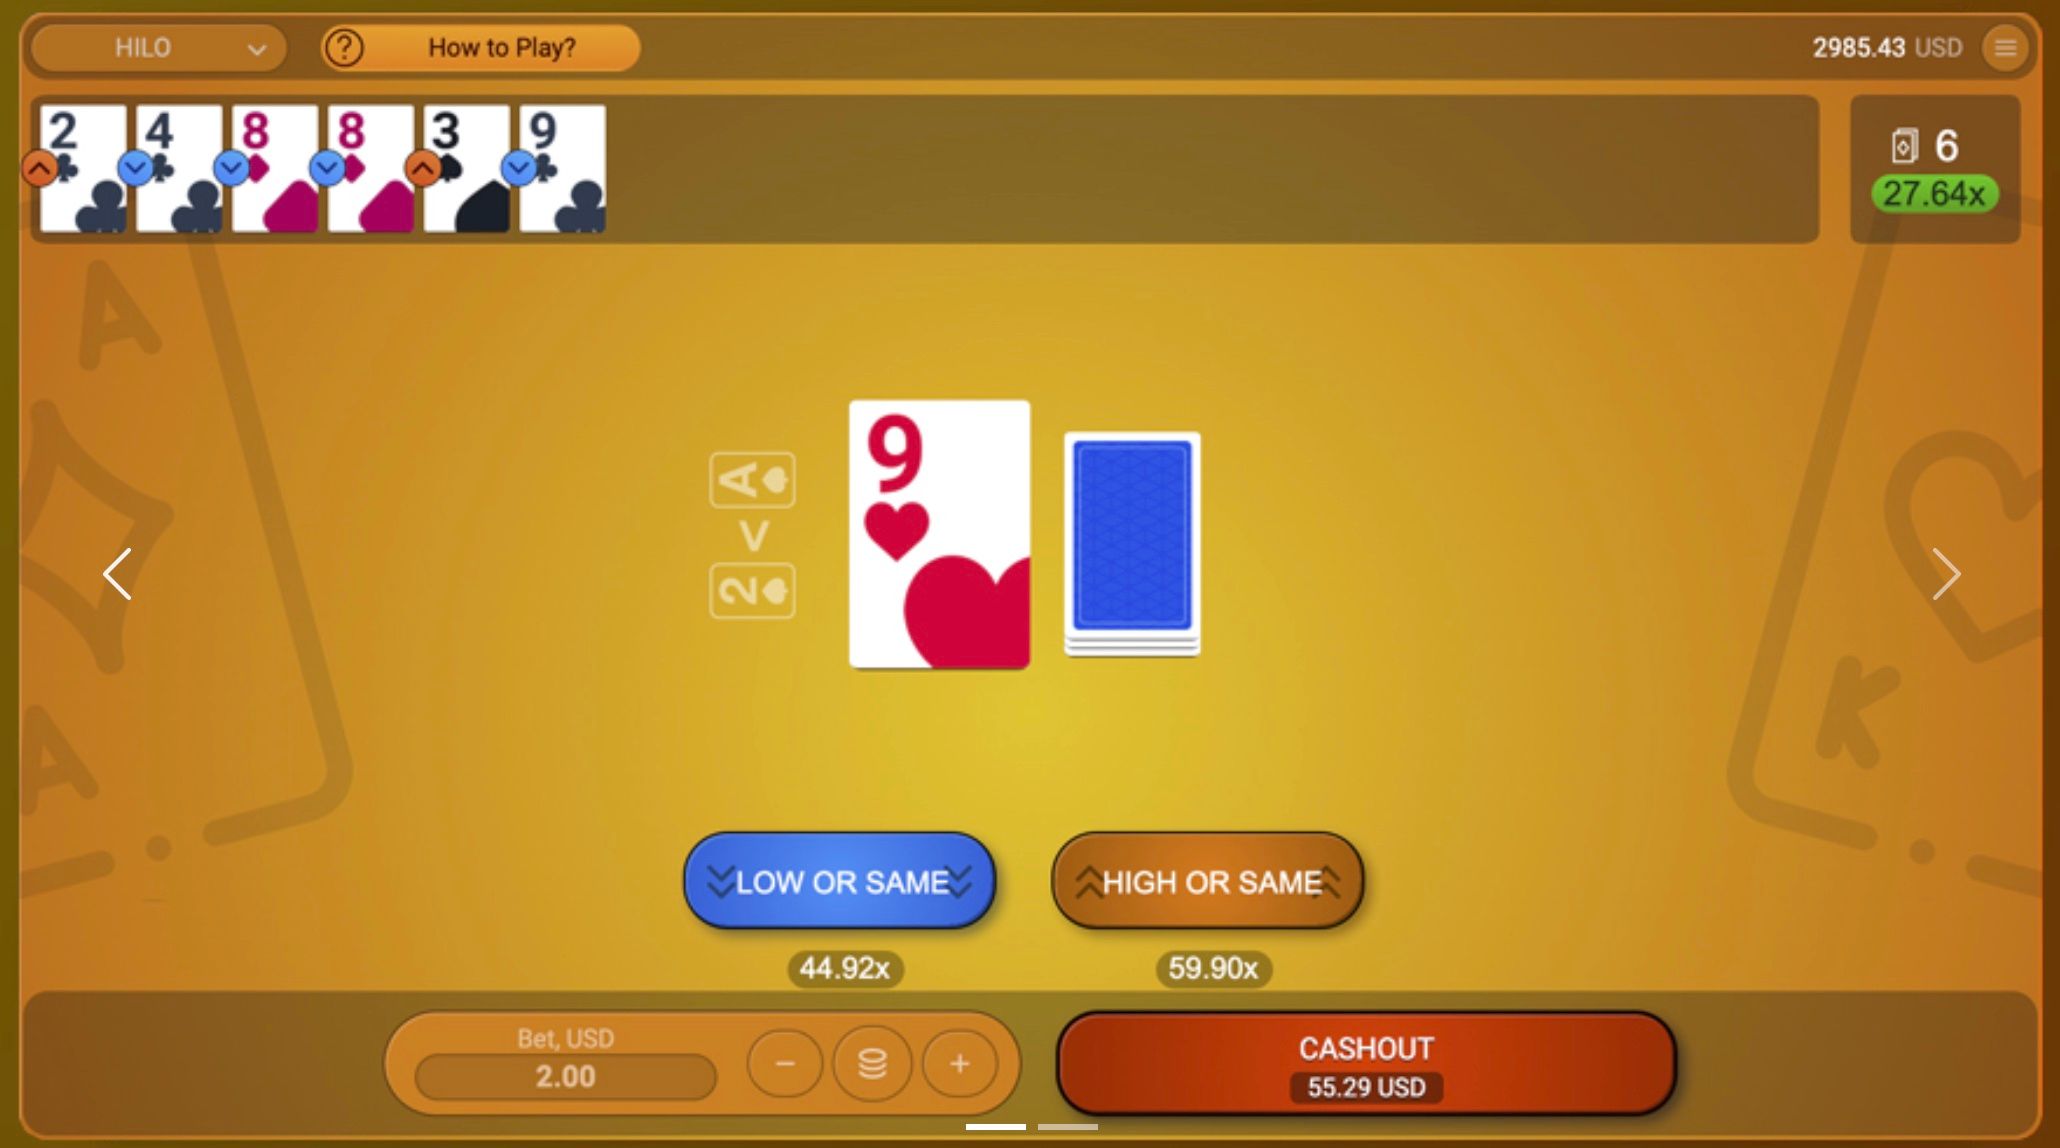 HILO
? How to Play?
2985.43 USD
2 4 8 8 3 9
6
27.64x
A
A
K
A
2
9
LOW OR SAME
HIGH OR SAME
44.92x
59.90x
Bet, USD
2.00
CASHOUT
55.29 USD